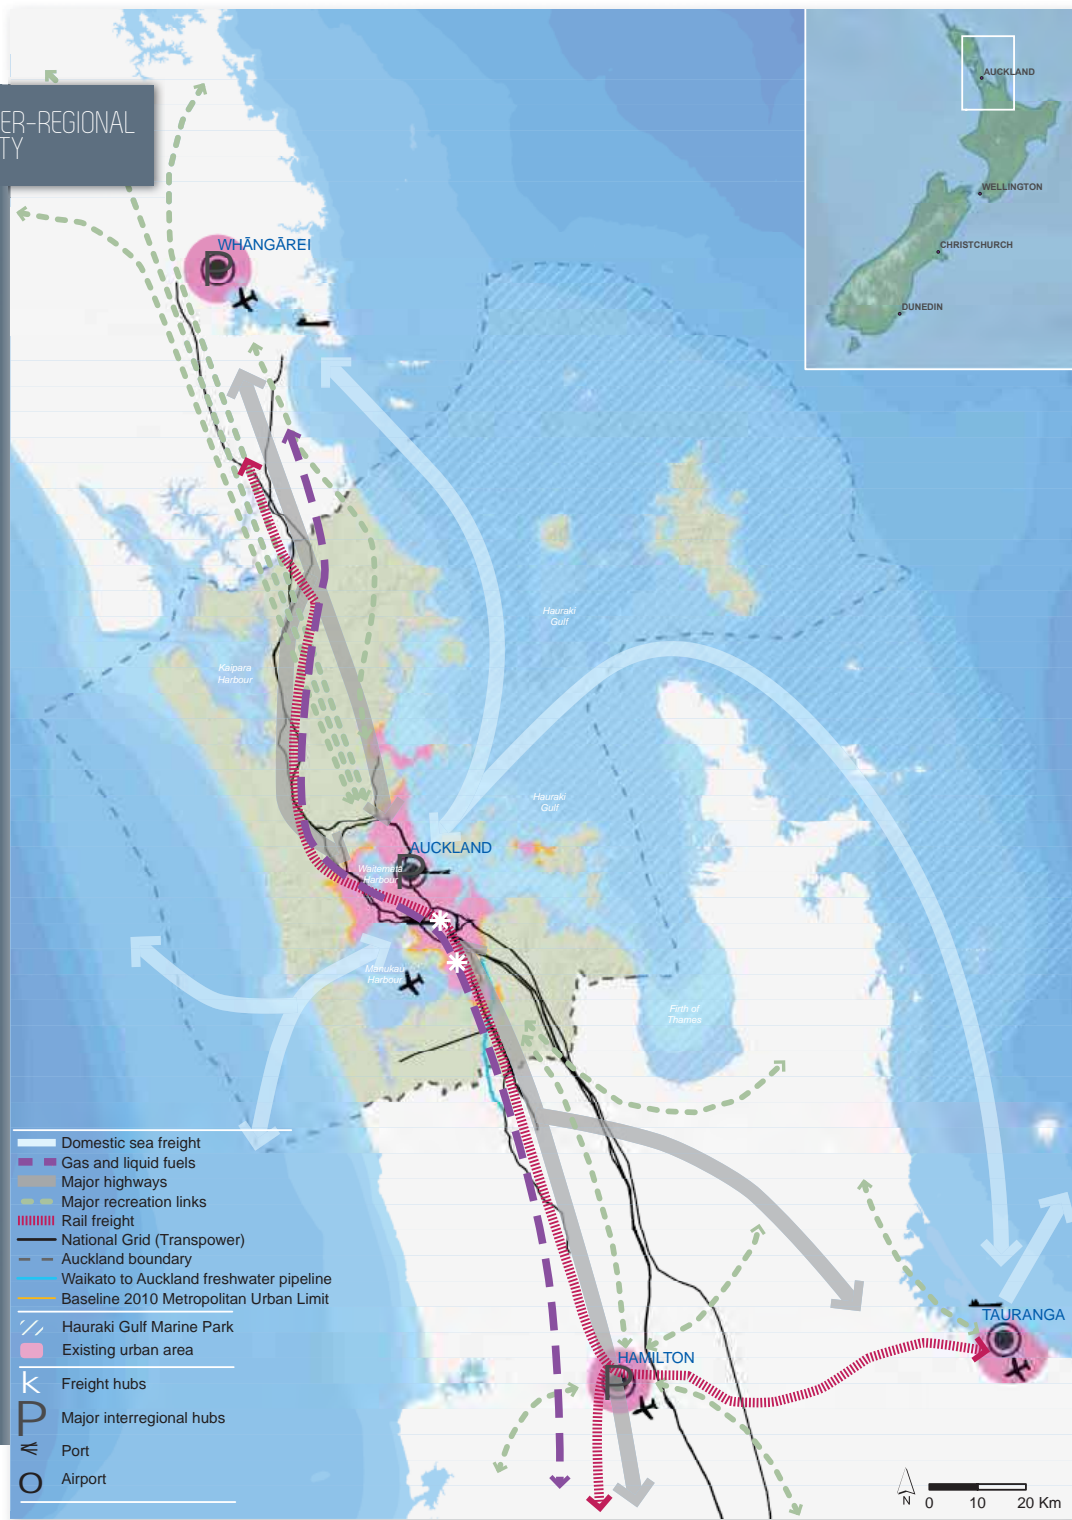 ER-REGIONAL
TY
AUCKLAND
WELLINGTON
CHRISTCHURCH
DUNEDIN
WHĀNGĀREI
P
Hauraki
Gulf
Kaipara
Harbour
Hauraki
Gulf
AUCKLAND
P
Waitematā
Harbour
Manukau
Harbour
Firth of
Thames
TAURANGA
HAMILTON
P
Domestic sea freight
Gas and liquid fuels
Major highways
Major recreation links
Rail freight
National Grid (Transpower)
Auckland boundary
Waikato to Auckland freshwater pipeline
Baseline 2010 Metropolitan Urban Limit
Hauraki Gulf Marine Park
Existing urban area
k Freight hubs
P Major interregional hubs
Port
O Airport
N 0 10 20 Km